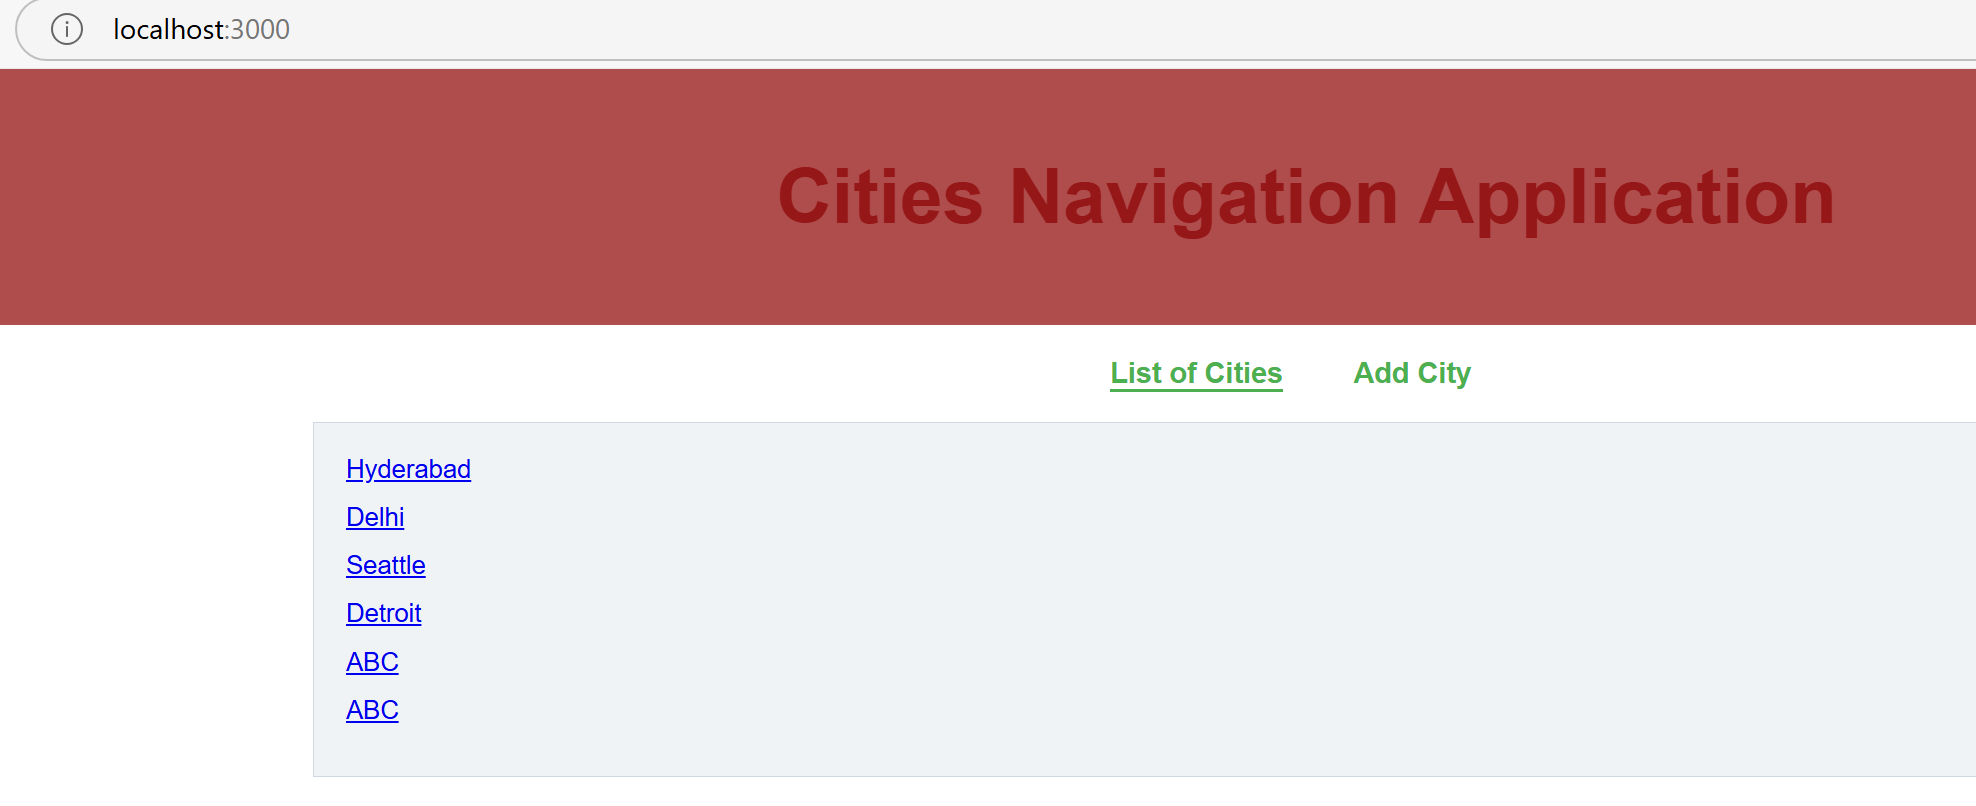 localhost:3000
Cities Navigation Application
List of Cities Add City
Hyderabad
Delhi
Seattle
Detroit
ABC
ABC